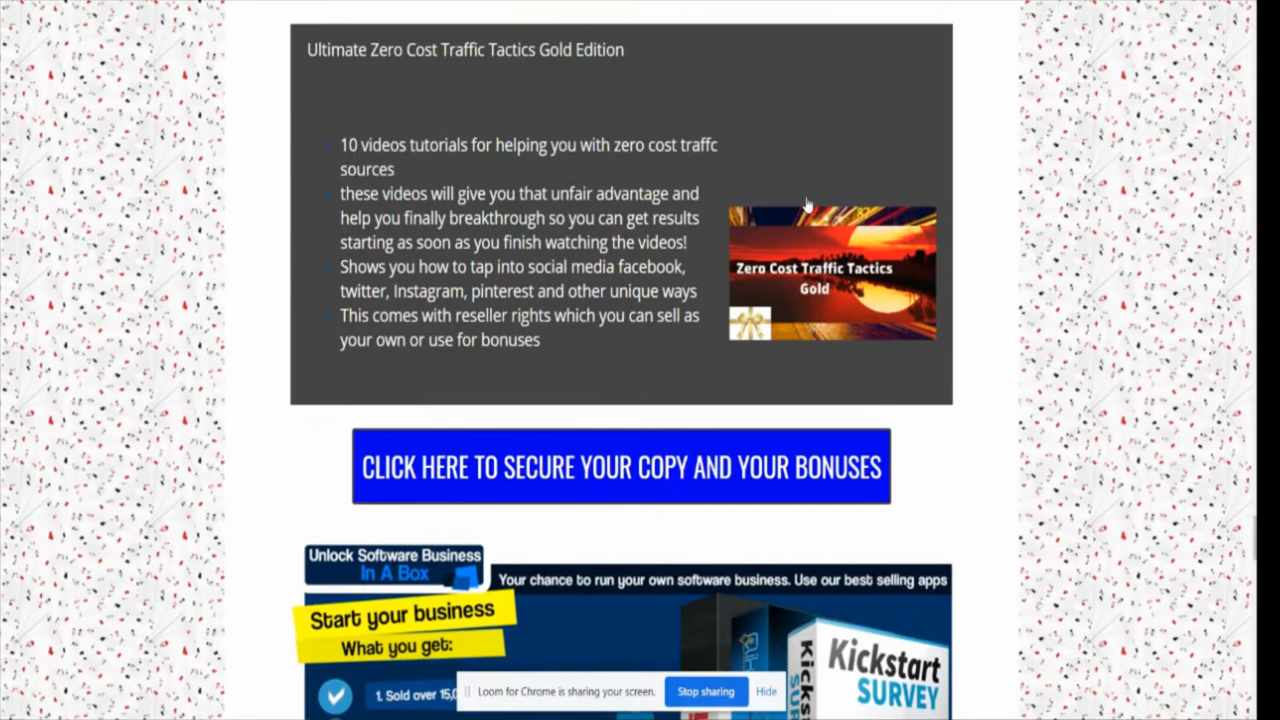 Ultimate Zero Cost Traffic Tactics Gold Edition
10 videos tutorials for helping you with zero cost traffc
sources
these videos will give you that unfair advantage and
help you finally breakthrough so you can get results
starting as soon as you finish watching the videos!
Shows you how to tap into social media facebook,
twitter, Instagram, pinterest and other unique ways
This comes with reseller rights which you can sell as
your own or use for bonuses
Zero Cost Traffic Tactics
Gold
CLICK HERE TO SECURE YOUR COPY AND YOUR BONUSES
Unlock Software Business
In A Box
Your chance to run your own software business. Use our best selling apps
Start your business
What you get:
Kickstart
SURVEY
1. Sold over 15,0
Loom for Chrome is sharing your screen.
Stop sharing
Hide